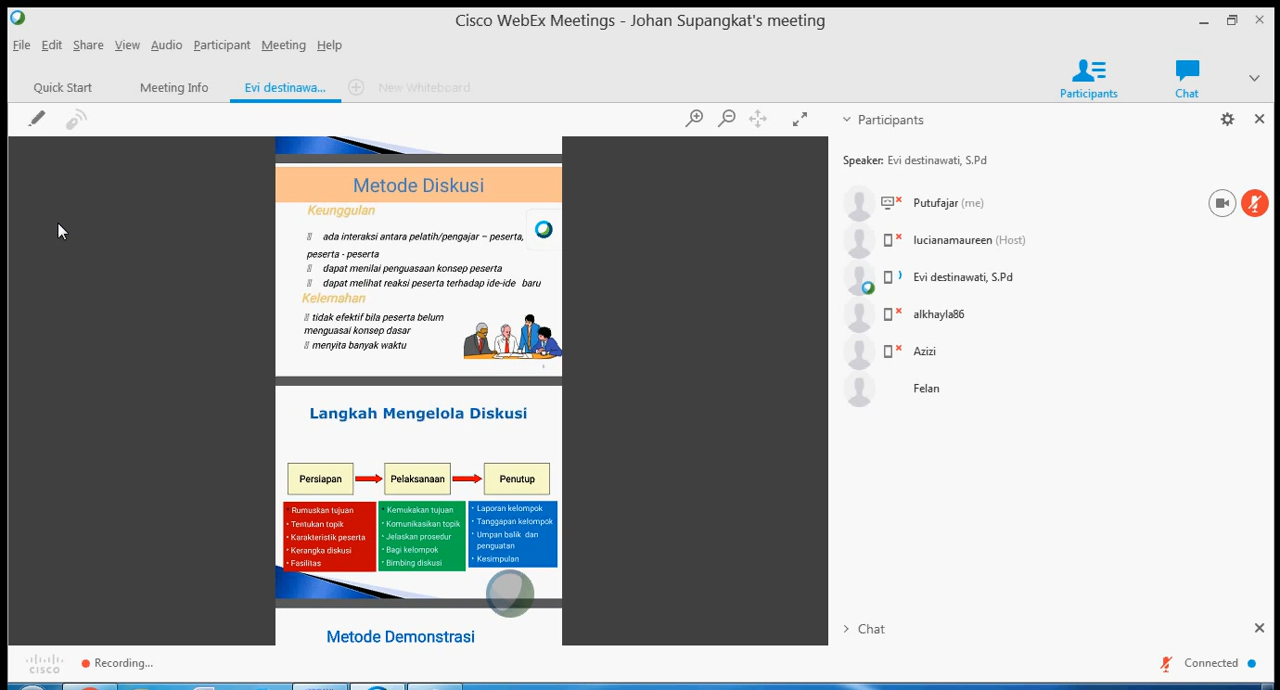 Cisco WebEx Meetings - Johan Supangkat's meeting
File Edit Share View Audio Participant Meeting Help
Quick Start Meeting Info Evi destinawa... New Whiteboard
Participants Chat
Participants
Speaker: Evi destinawati, S.Pd
Putufajar (me)
lucianamaureen (Host)
Evi destinawati, S.Pd
alkhayla86
Azizi
Felan
Metode Diskusi
Keunggulan
ada interaksi antara pelatih/pengajar – peserta,
peserta - peserta
dapat menilai penguasaan konsep peserta
dapat melihat reaksi peserta terhadap ide-ide baru
Kelemahan
tidak efektif bila peserta belum
menguasai konsep dasar
menyita banyak waktu
Langkah Mengelola Diskusi
Persiapan
Pelaksanaan
Penutup
• Rumuskan tujuan
• Tentukan topik
• Karakteristik peserta
• Kerangka diskusi
• Fasilitas
• Kemukakan tujuan
• Komunikasikan topik
• Jelaskan prosedur
• Bagi kelompok
• Bimbing diskusi
• Laporan kelompok
• Tanggapan kelompok
• Umpan balik dan
penguatan
• Kesimpulan
Metode Demonstrasi
Chat
CISCO
Recording...
Connected